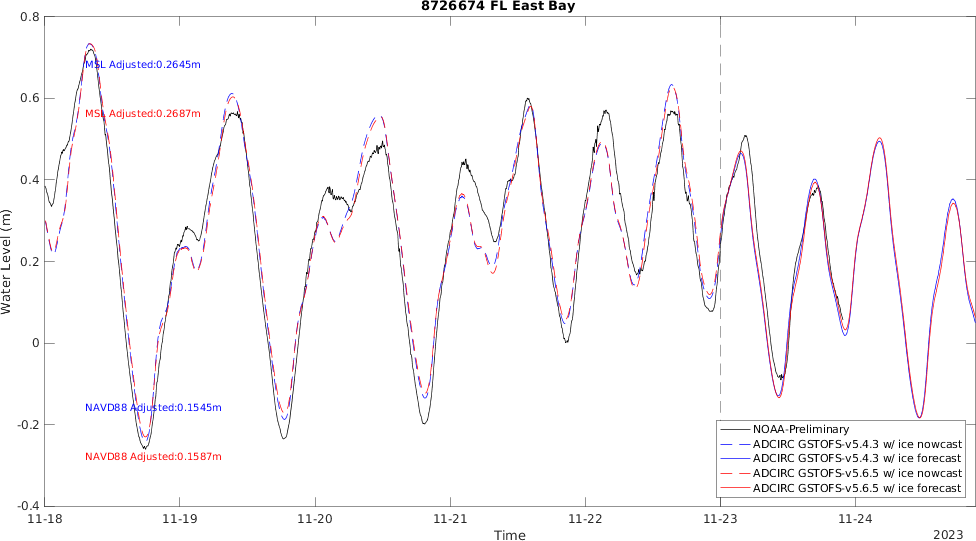 8726674 FL East Bay
0.8
MSL Adjusted:0.2645m
0.6
MSL Adjusted:0.2687m
0.4
Water Level (m)
0.2
0
NAVD88 Adjusted:0.1545m
-0.2
NAVD88 Adjusted:0.1587m
NOAA-Preliminary
ADCIRC GSTOFS-v5.4.3 w/ ice nowcast
ADCIRC GSTOFS-v5.4.3 w/ ice forecast
ADCIRC GSTOFS-v5.6.5 w/ ice nowcast
ADCIRC GSTOFS-v5.6.5 w/ ice forecast
-0.4
11-18 11-19 11-20 11-21 11-22 11-23 11-24
Time
2023